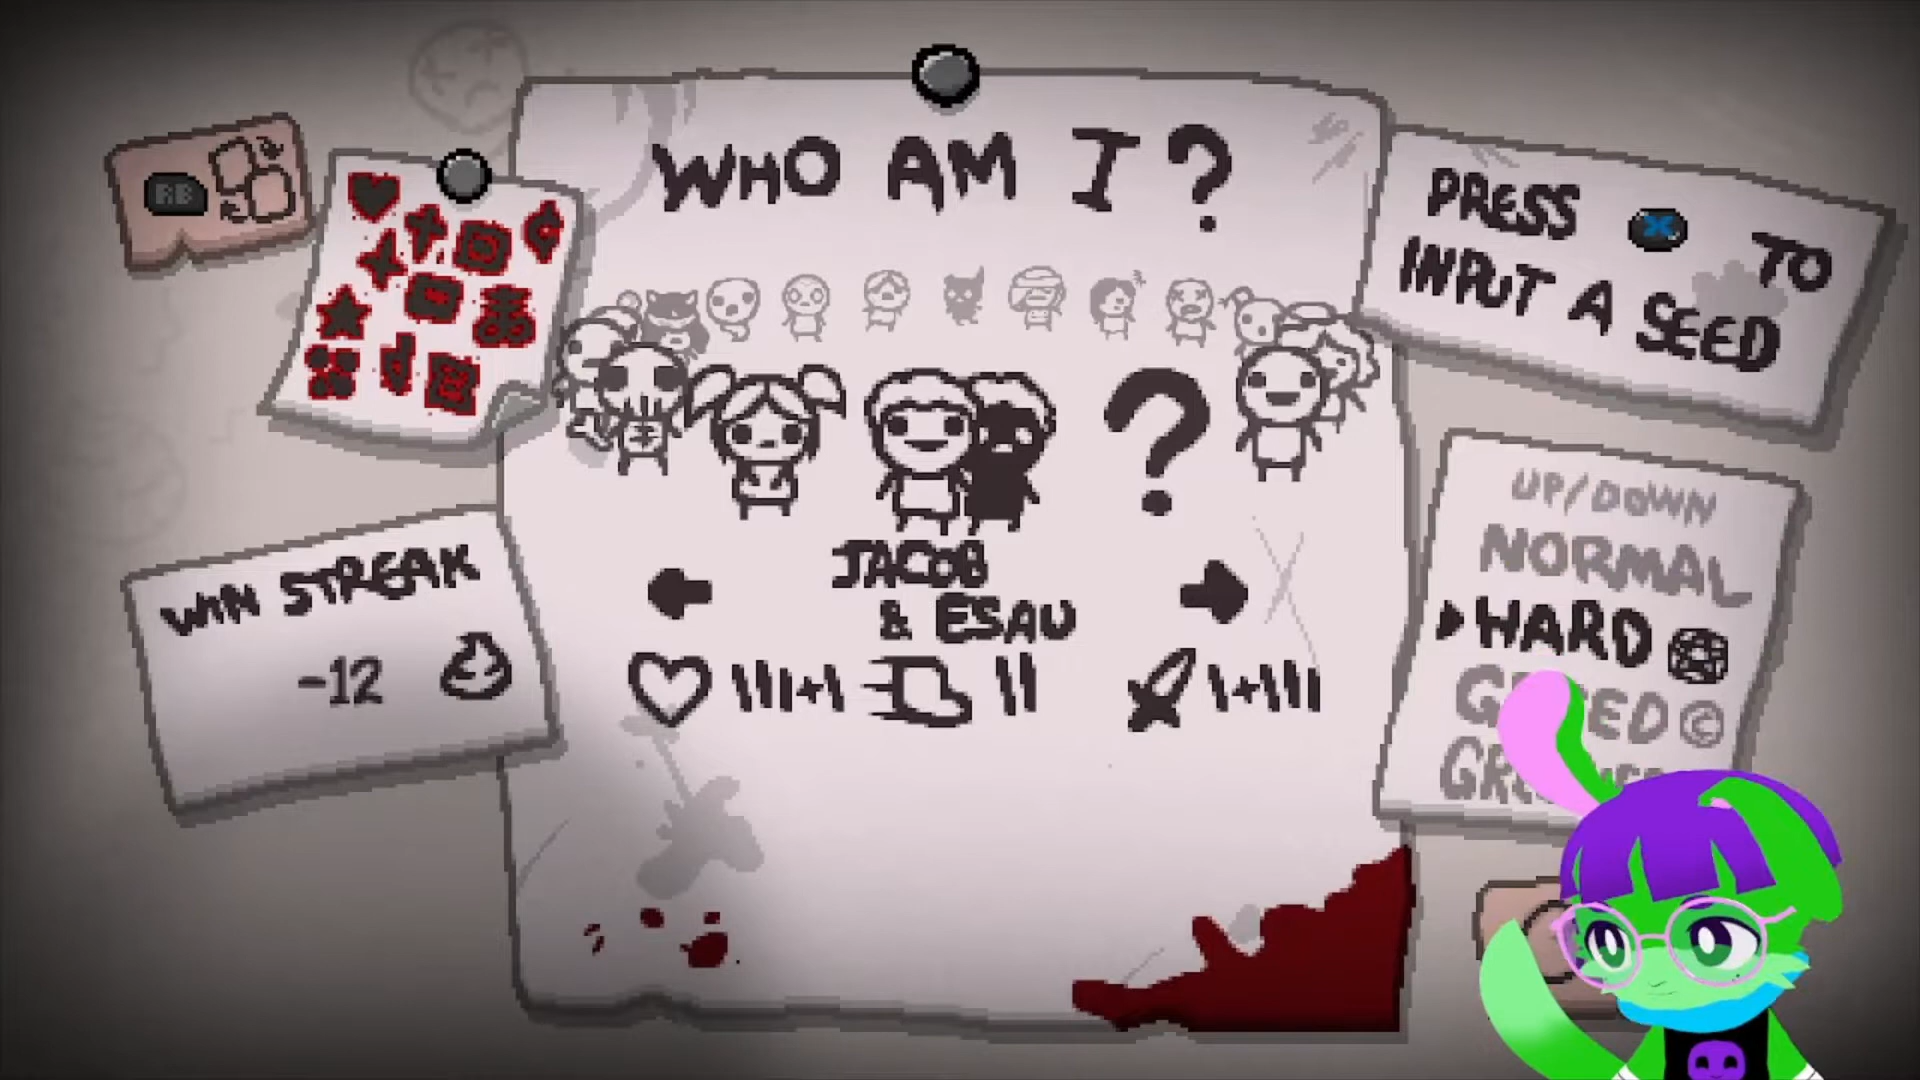 WHO AM I?
RB
PRESS X TO
INPUT A SEED
WIN STREAK
-12
JACOB
& ESAU
UP/DOWN
NORMAL
HARD